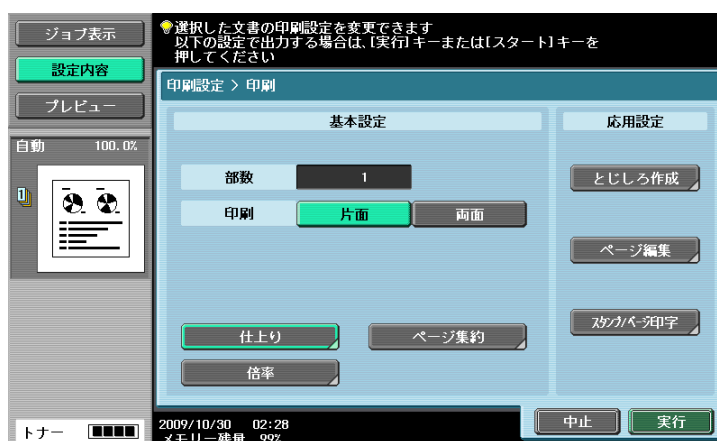 ジョブ表示
設定内容
プレビュー
自動 100.0%
1
トナー
選択した文書の印刷設定を変更できます
以下の設定で出力する場合は、[実行]キーまたは[スタート]キーを
押してください
印刷設定 > 印刷
基本設定
部数 1
印刷 片面 両面
仕上り ページ集約
倍率
応用設定
とじしろ作成
ページ編集
スタンプ/ページ印字
2009/10/30 02:28
メモリー残量 99%
中止 実行